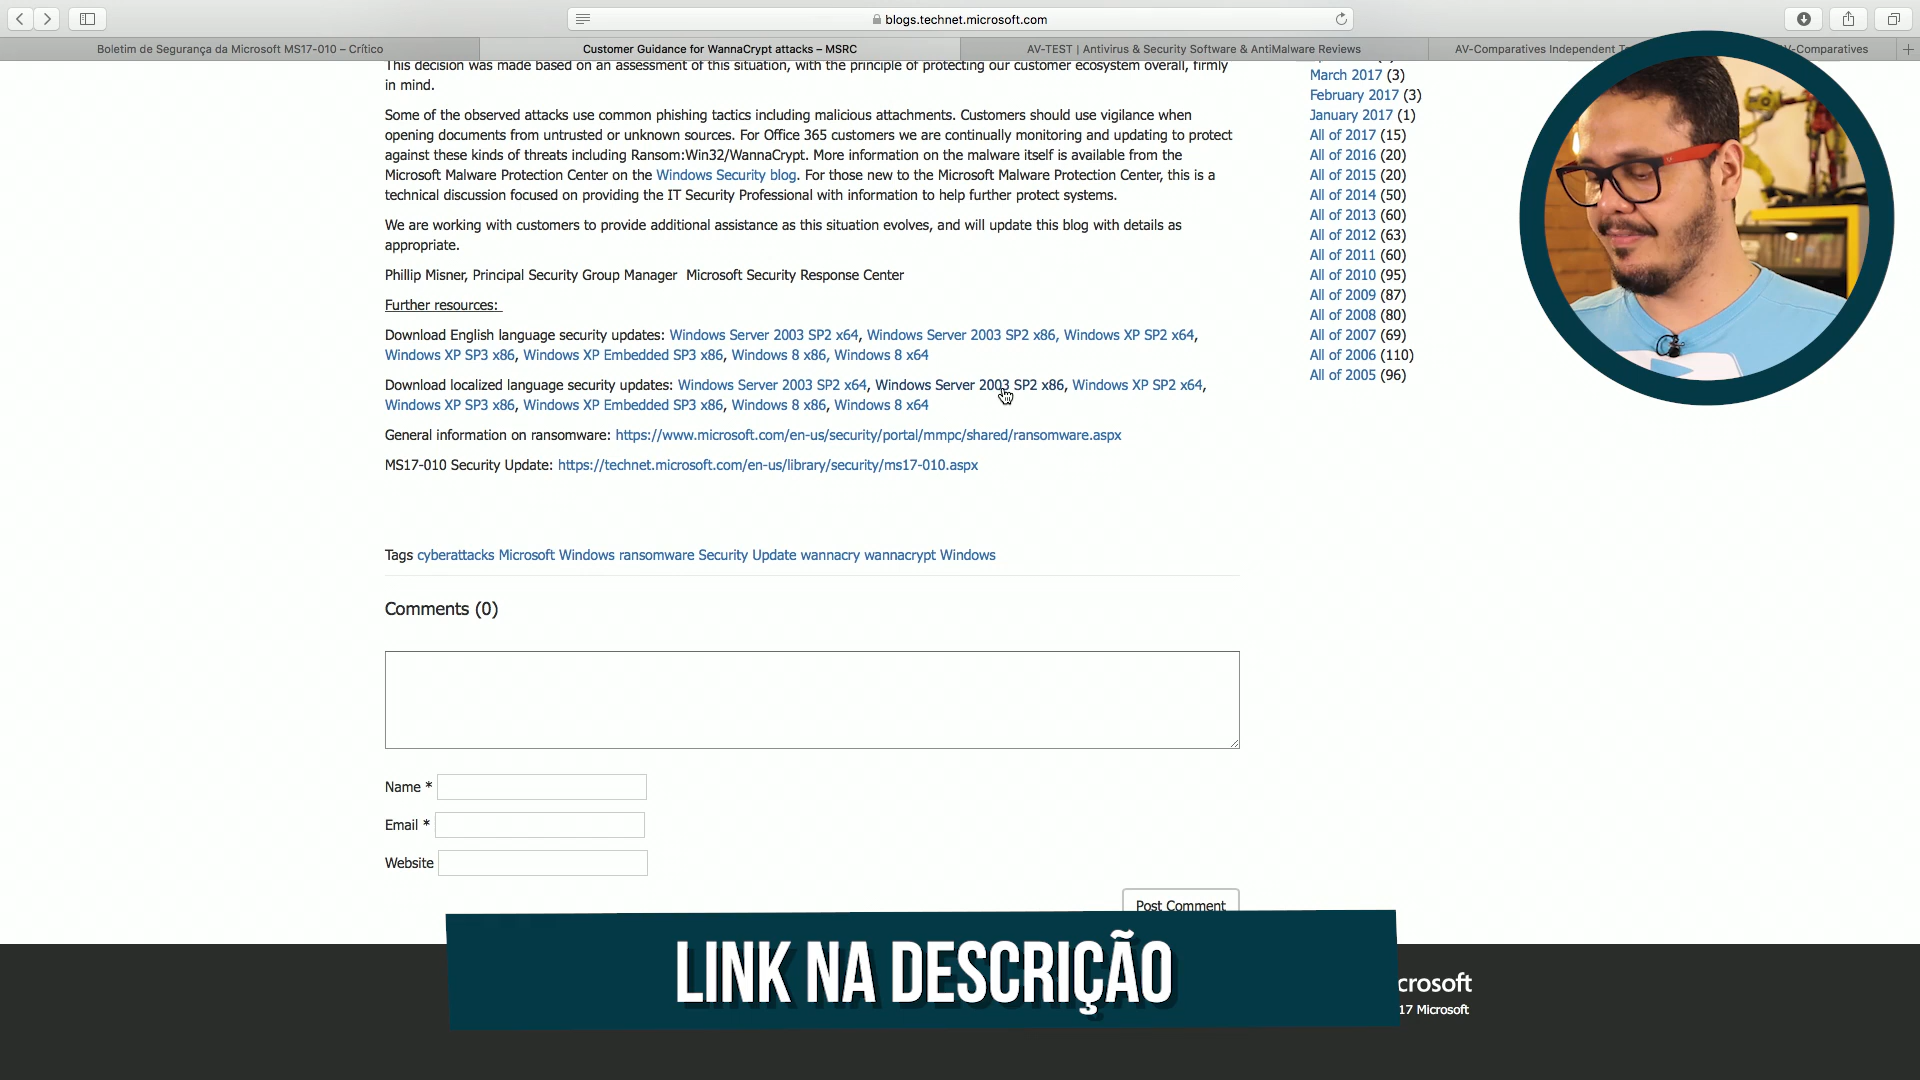 blogs.technet.microsoft.com
Boletim de Segurança da Microsoft MS17-010 – Crítico
Customer Guidance for WannaCrypt attacks – MSRC
AV-TEST | Antivirus & Security Software & AntiMalware Reviews
AV-Comparatives Independent
V-Comparatives
This decision was made based on an assessment of this situation, with the principle of protecting our customer ecosystem overall, firmly
in mind.
Some of the observed attacks use common phishing tactics including malicious attachments. Customers should use vigilance when
opening documents from untrusted or unknown sources. For Office 365 customers we are continually monitoring and updating to protect
against these kinds of threats including Ransom:Win32/WannaCrypt. More information on the malware itself is available from the
Microsoft Malware Protection Center on the Windows Security blog. For those new to the Microsoft Malware Protection Center, this is a
technical discussion focused on providing the IT Security Professional with information to help further protect systems.
We are working with customers to provide additional assistance as this situation evolves, and will update this blog with details as
appropriate.
Phillip Misner, Principal Security Group Manager Microsoft Security Response Center
Further resources:
Download English language security updates: Windows Server 2003 SP2 x64, Windows Server 2003 SP2 x86, Windows XP SP2 x64,
Windows XP SP3 x86, Windows XP Embedded SP3 x86, Windows 8 x86, Windows 8 x64
Download localized language security updates: Windows Server 2003 SP2 x64, Windows Server 2003 SP2 x86, Windows XP SP2 x64,
Windows XP SP3 x86, Windows XP Embedded SP3 x86, Windows 8 x86, Windows 8 x64
General information on ransomware: https://www.microsoft.com/en-us/security/portal/mmpc/shared/ransomware.aspx
MS17-010 Security Update: https://technet.microsoft.com/en-us/library/security/ms17-010.aspx
Tags cyberattacks Microsoft Windows ransomware Security Update wannacry wannacrypt Windows
Comments (0)
Name *
Email *
Website
Post Comment
March 2017 (3)
February 2017 (3)
January 2017 (1)
All of 2017 (15)
All of 2016 (20)
All of 2015 (20)
All of 2014 (50)
All of 2013 (60)
All of 2012 (63)
All of 2011 (60)
All of 2010 (95)
All of 2009 (87)
All of 2008 (80)
All of 2007 (69)
All of 2006 (110)
All of 2005 (96)
LINK NA DESCRIÇÃO
crosoft
17 Microsoft